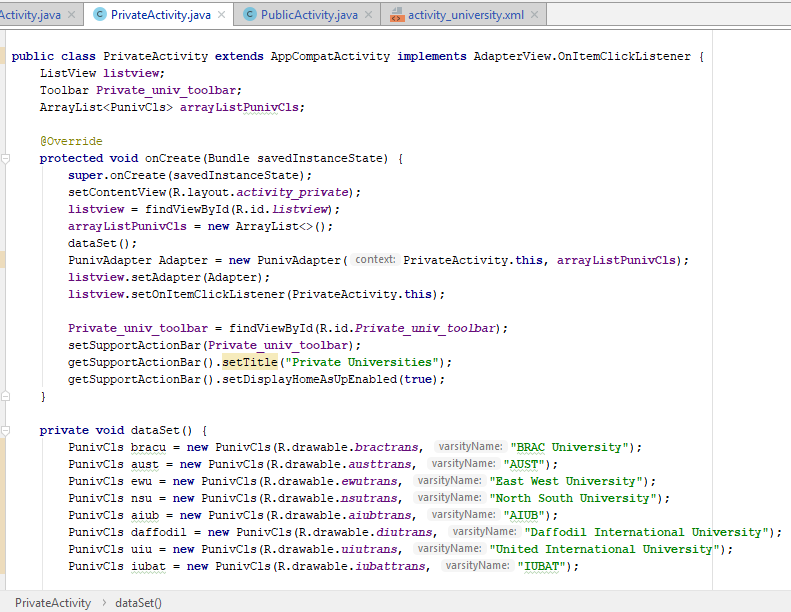 Activity.java × PrivateActivity.java × PublicActivity.java × activity_university.xml ×
public class PrivateActivity extends AppCompatActivity implements AdapterView.OnItemClickListener {
ListView listview;
Toolbar Private_univ_toolbar;
ArrayList<PunivCls> arrayListPunivCls;
@Override
protected void onCreate(Bundle savedInstanceState) {
super.onCreate(savedInstanceState);
setContentView(R.layout.activity_private);
listview = findViewById(R.id.Listview);
arrayListPunivCls = new ArrayList<>();
dataSet();
PunivAdapter Adapter = new PunivAdapter( context: PrivateActivity.this, arrayListPunivCls);
listview.setAdapter(Adapter);
listview.setOnItemClickListener(PrivateActivity.this);
Private_univ_toolbar = findViewById(R.id.Private_univ_toolbar);
setSupportActionBar(Private_univ_toolbar);
getSupportActionBar().setTitle("Private Universities");
getSupportActionBar().setDisplayHomeAsUpEnabled(true);
}
private void dataSet() {
PunivCls bracu = new PunivCls(R.drawable.bractrans, varsityName: "BRAC University");
PunivCls aust = new PunivCls(R.drawable.austtrans, varsityName: "AUST");
PunivCls ewu = new PunivCls(R.drawable.ewutrans, varsityName: "East West University");
PunivCls nsu = new PunivCls(R.drawable.nsutrans, varsityName: "North South University");
PunivCls aiub = new PunivCls(R.drawable.aiubtrans, varsityName: "AIUB");
PunivCls daffodil = new PunivCls(R.drawable.diutrans, varsityName: "Daffodil International University");
PunivCls uiu = new PunivCls(R.drawable.uiutrans, varsityName: "United International University");
PunivCls iubat = new PunivCls(R.drawable.iubattrans, varsityName: "IUBAT");
PrivateActivity › dataSet()